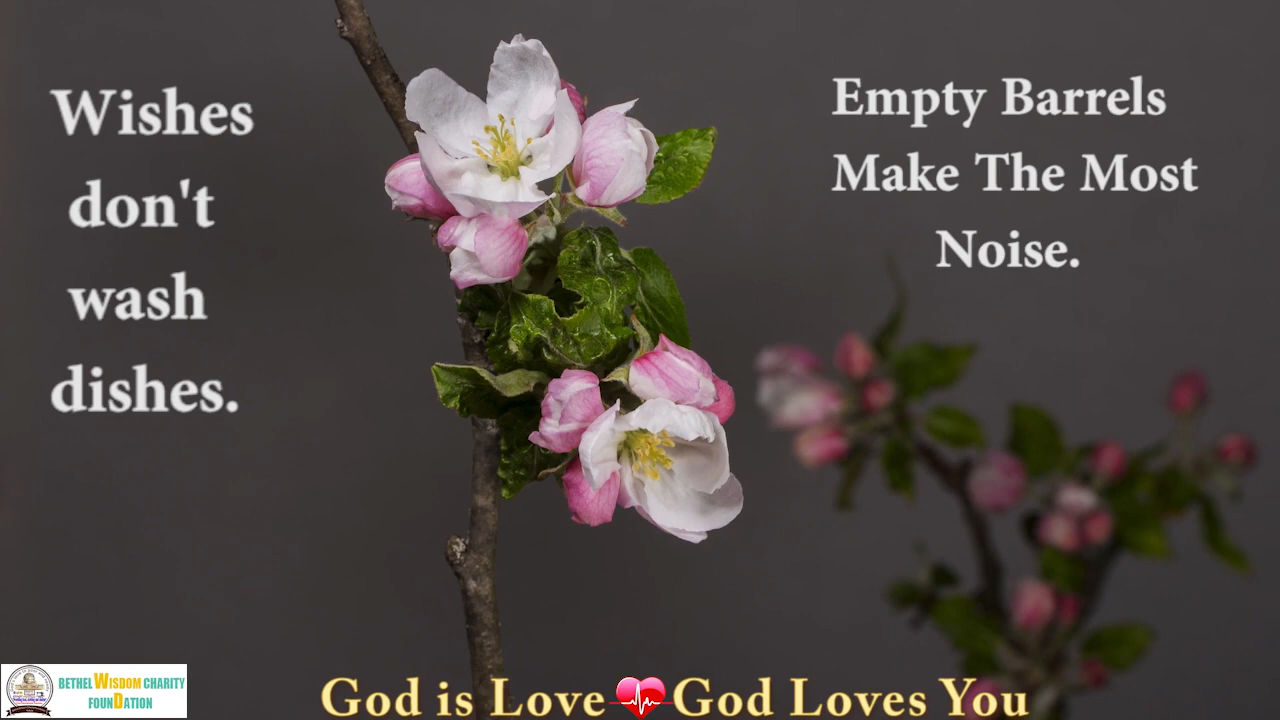 Wishes
don't
wash
dishes.
Empty Barrels
Make The Most
Noise.
BETHEL WISDOM CHARITY
FOUNDATION
God is Love God Loves You